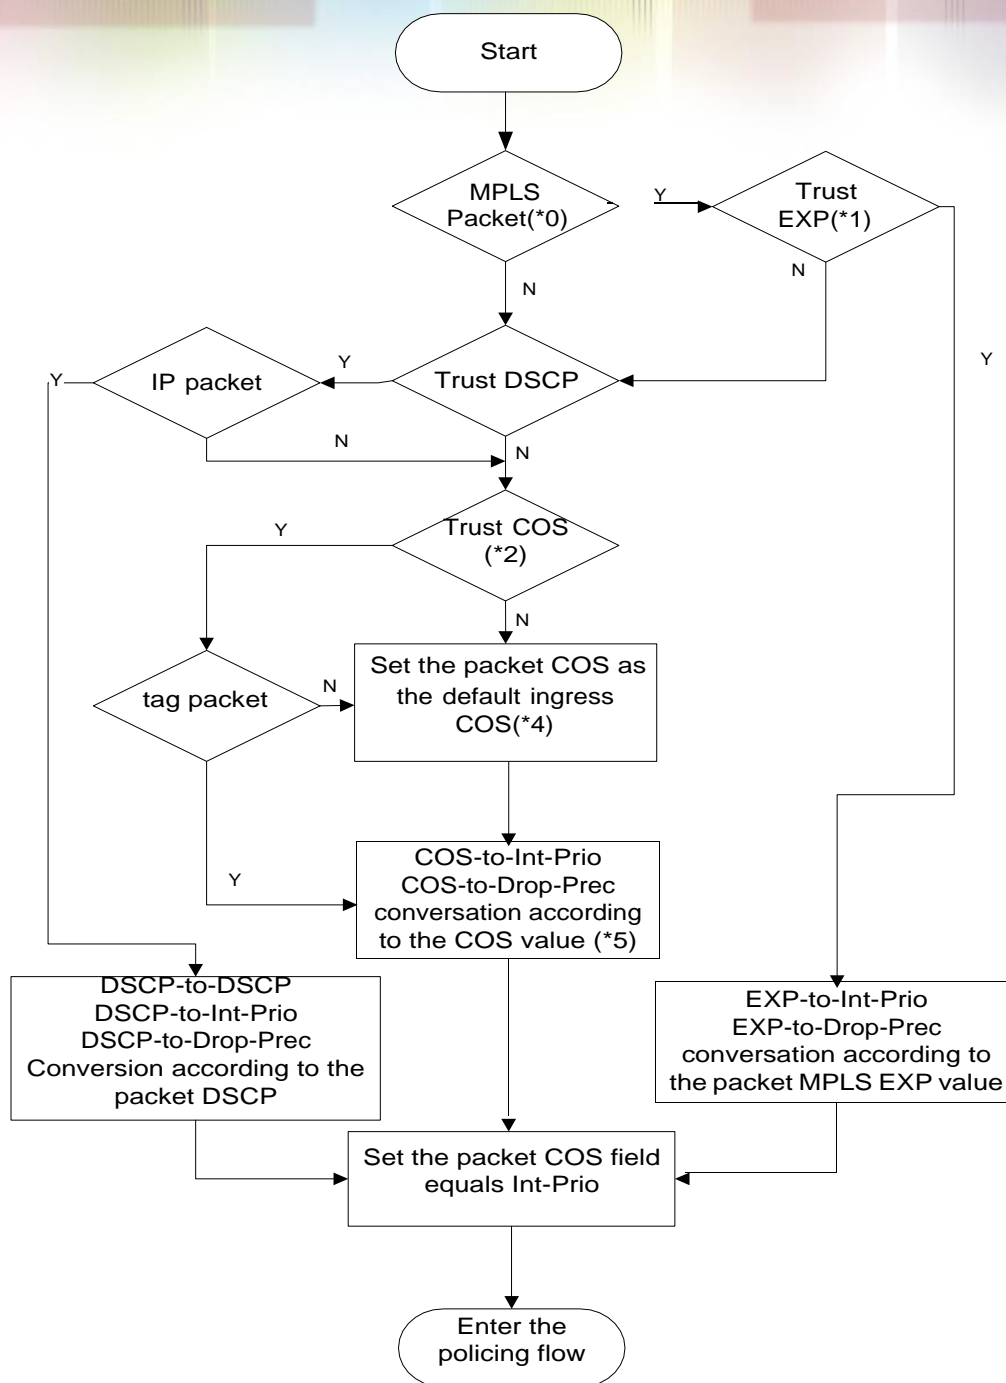 Start
MPLS
Packet(*0)
Y
Trust
EXP(*1)
N
N
Y
Y
IP packet
Y
Trust DSCP
N
N
Trust COS
(*2)
Y
N
tag packet
N
Set the packet COS as
the default ingress
COS(*4)
Y
COS-to-Int-Prio
COS-to-Drop-Prec
conversation according
to the COS value (*5)
DSCP-to-DSCP
DSCP-to-Int-Prio
DSCP-to-Drop-Prec
Conversion according to the
packet DSCP
EXP-to-Int-Prio
EXP-to-Drop-Prec
conversation according to
the packet MPLS EXP value
Set the packet COS field
equals Int-Prio
Enter the
policing flow